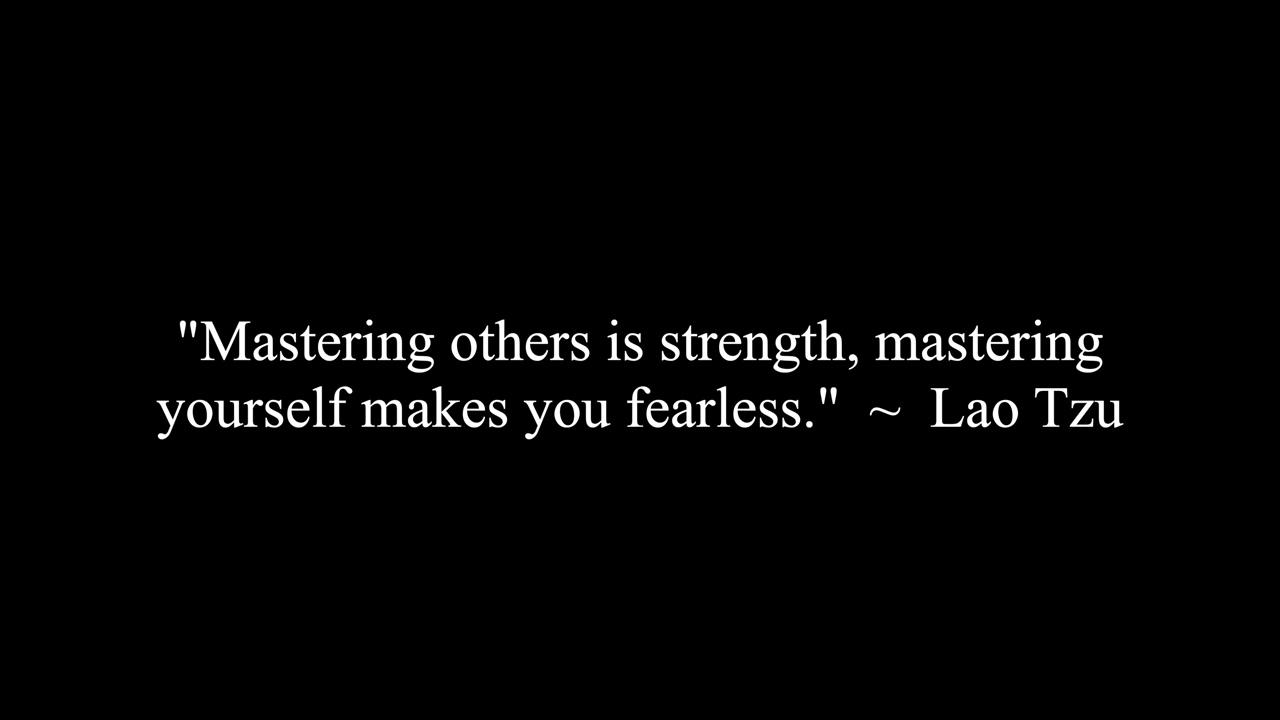 "Mastering others is strength, mastering
yourself makes you fearless."  ~  Lao Tzu